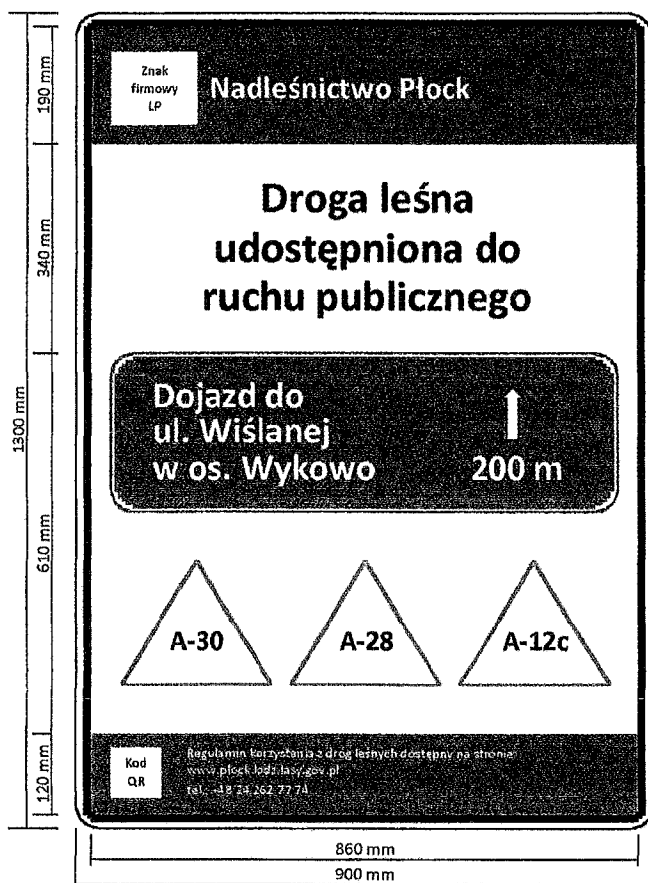 Znak
firmowy
LP
Nadleśnictwo Płock
Droga leśna
udostępniona do
ruchu publicznego
Dojazd do
ul. Wiślanej
w os. Wykowo
200 m
A-30
A-28
A-12c
Kod
QR
Regulamin korzystania z dróg leśnych dostępny na stronie:
www.plock.lodz.lasy.gov.pl
tel. +48 24 262 77 74
190 mm
340 mm
610 mm
120 mm
1300 mm
860 mm
900 mm